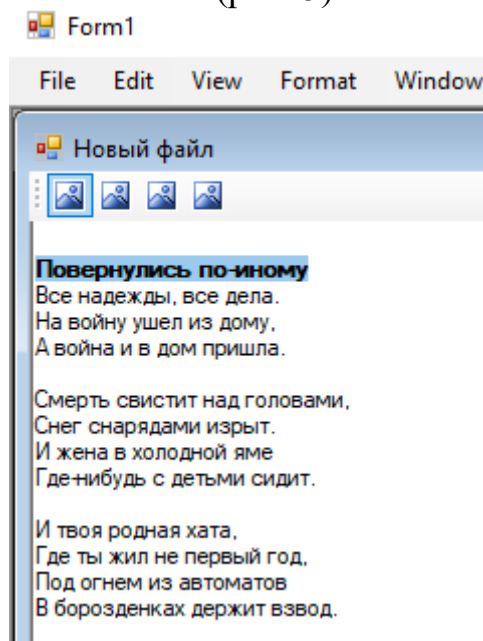 Form1
File Edit View Format Window
Новый файл
Повернулись по-иному
Все надежды, все дела.
На войну ушел из дому,
А война и в дом пришла.
Смерть свистит над головами,
Снег снарядами изрыт.
И жена в холодной яме
Где-нибудь с детьми сидит.
И твоя родная хата,
Где ты жил не первый год,
Под огнем из автоматов
В борозденках держит взвод.